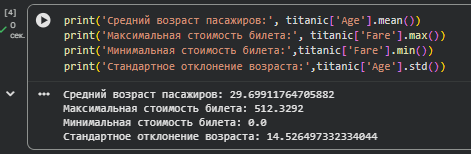 [4]
0
сек.
print('Средний возраст пасажиров:', titanic['Age'].mean())
print('Максимальная стоимость билета:', titanic['Fare'].max())
print('Минимальная стоимость билета:',titanic['Fare'].min())
print('Стандартное отклонение возраста:',titanic['Age'].std())
Средний возраст пасажиров: 29.69911764705882
Максимальная стоимость билета: 512.3292
Минимальная стоимость билета: 0.0
Стандартное отклонение возраста: 14.526497332334044